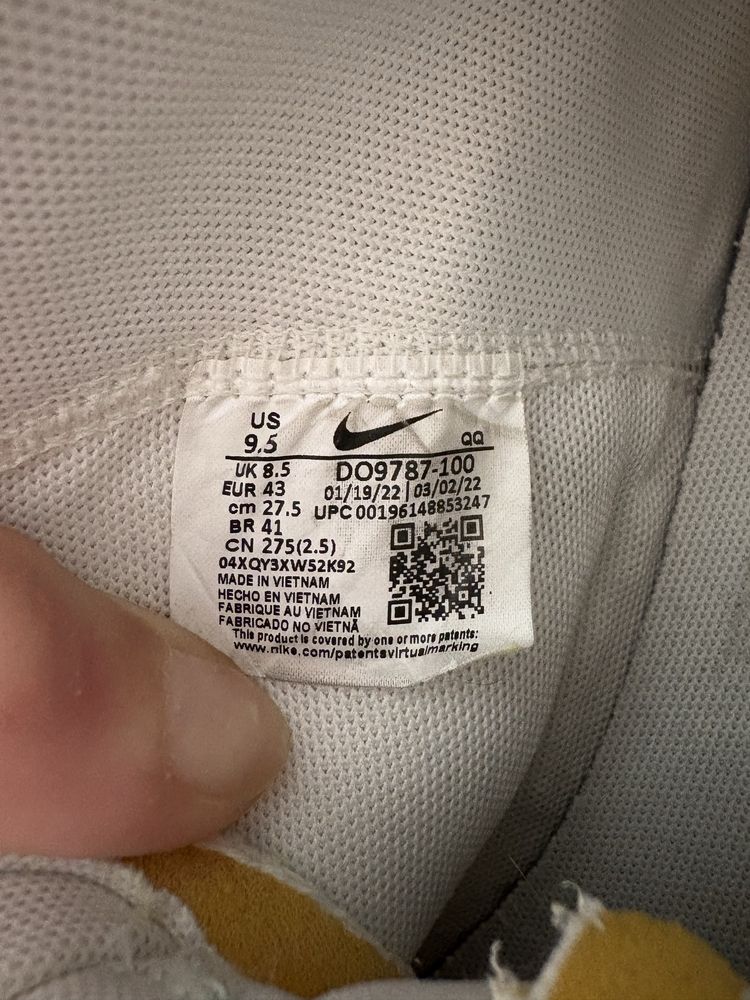 US
9.5
QQ
UK 8.5
EUR 43
cm 27.5
BR 41
CN 275(2.5)
DO9787-100
01/19/22 | 03/02/22
UPC 00196148853247
04XQY3XW52K92
MADE IN VIETNAM
HECHO EN VIETNAM
FABRIQUE AU VIETNAM
FABRICADO NO VIETNÃ
This product is covered by one or more patents:
www.nike.com/patentsvirtualmarking